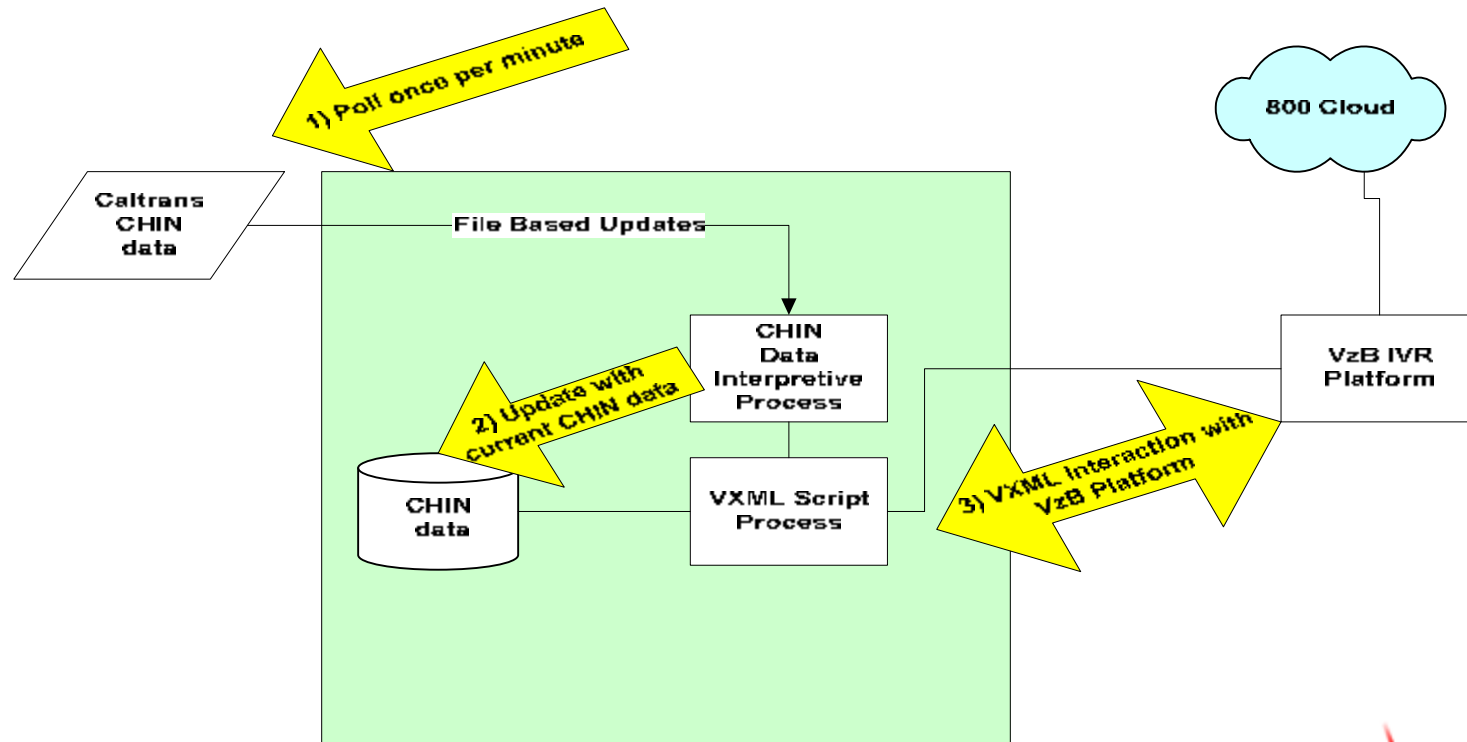 1) Poll once per minute
800 Cloud
Caltrans
CHIN
data
File Based Updates
CHIN
Data
Interpretive
Process
VzB IVR
Platform
2) Update with
current CHIN data
3) VXML Interaction with
VzB Platform
CHIN
data
VXML Script
Process